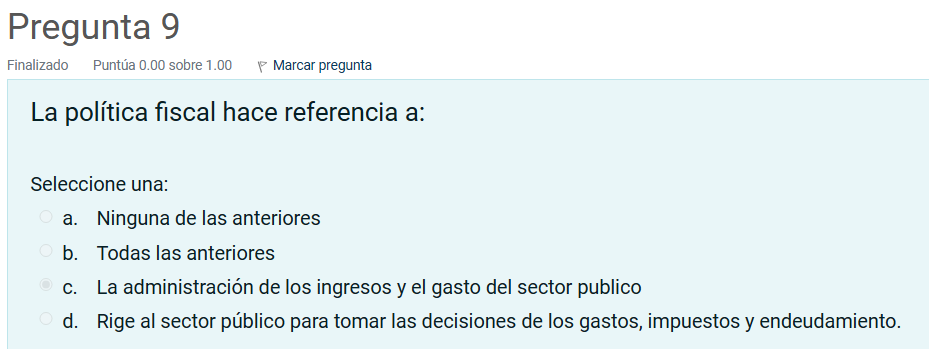 Pregunta 9
Finalizado Puntúa 0.00 sobre 1.00 Marcar pregunta
La política fiscal hace referencia a:
Seleccione una:
a. Ninguna de las anteriores
b. Todas las anteriores
c. La administración de los ingresos y el gasto del sector publico
d. Rige al sector público para tomar las decisiones de los gastos, impuestos y endeudamiento.